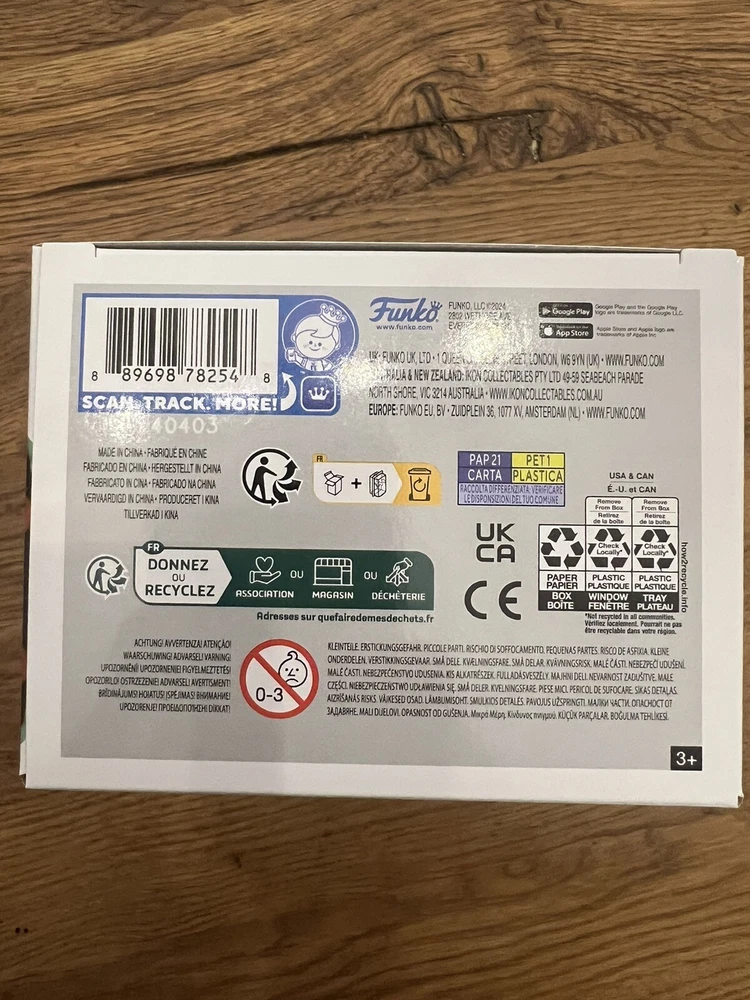 8 89698 78254 8
SCAN. TRACK. MORE!
40403
Funko
www.funko.com
FUNKO, LLC ©2024
2802 WETMORE AVE
Google Play
Google Play and the Google Play
logo are trademarks of Google LLC.
App Store
Apple Store and Apple logo are
trademarks of Apple Inc.
UK: FUNKO UK, LTD • 1 QUEEN STREET, LONDON, W6 9YN (UK) • WWW.FUNKO.COM
AUSTRALIA & NEW ZEALAND: IKON COLLECTABLES PTY LTD 49-59 SEABEACH PARADE
NORTH SHORE, VIC 3214 AUSTRALIA • WWW.IKONCOLLECTABLES.COM.AU
EUROPE: FUNKO EU, BV • ZUIDPLEIN 36, 1077 XV, AMSTERDAM (NL) • WWW.FUNKO.COM
MADE IN CHINA • FABRIQUÉ EN CHINE
FABRICADO EN CHINA • HERGESTELLT IN CHINA
FABBRICATO IN CINA • FABRICADO NA CHINA
VERVAARDIGD IN CHINA • PRODUCERET I KINA
TILLVERKAD I KINA
FR
+
PAP 21 PET 1
CARTA PLASTICA
RACCOLTA DIFFERENZIATA. VERIFICARE
LE DISPOSIZIONI DEL TUO COMUNE
UK
CA
CE
USA & CAN
É.-U. et CAN
Remove From Box
Retirez de la boîte
Remove From Box
Retirez de la boîte
Check Locally*
Check Locally*
PAPER PAPIER
PLASTIC PLASTIQUE
PLASTIC PLASTIQUE
BOX BOÎTE
WINDOW FENÊTRE
TRAY PLATEAU
*Not recycled in all communities.
Vérifiez localement. Pourrait ne pas
être recyclable dans votre région.
how2recycle.info
FR
DONNEZ
OU
RECYCLEZ
ASSOCIATION OU MAGASIN OU DÉCHÈTERIE
Adresses sur quefairedemesdechets.fr
ACHTUNG! AVVERTENZA! ATENÇÃO!
WAARSCHUWING! ADVARSEL! VARNING!
UPOZORNĚNÍ! UPOZORNENIE! FIGYELMEZTETÉS!
OPOZORILO! OSTRZEŻENIE! ADVARSEL! AVERTISMENT!
BRĪDINĀJUMS! HOIATUS! ĮSPĖJIMAS! ВНИМАНИЕ!
UPOZORENJE! ΠΡΟΕΙΔΟΠΟΙΗΣΗ! DİKKAT!
0-3
KLEINTEILE. ERSTICKUNGSGEFAHR. PICCOLE PARTI. RISCHIO DI SOFFOCAMENTO. PEQUENAS PARTES. RISCO DE ASFIXIA. KLEINE
ONDERDELEN. VERSTIKKINGSGEVAAR. SMÅ DELE. KVÆLNINGSFARE. SMÅ DELAR. KVÄVNINGSRISK. MALÉ ČÁSTI. NEBEZPEČÍ UDUŠENÍ.
MALÉ ČASTI. NEBEZPEČENSTVO UDUSENIA. KIS ALKATRÉSZEK. FULLADÁSVESZÉLY. MAJHNI DELI. NEVARNOST ZADUŠITVE. MAŁE
CZĘŚCI. NIEBEZPIECZEŃSTWO UDŁAWIENIA SIĘ. SMÅ DELER. KVELNINGSFARE. PIESE MICI. PERICOL DE SUFOCARE. SĪKAS DETAĻAS.
AIZRĪŠANĀS RISKS. VÄIKESED OSAD. LÄMBUMISOHT. SMULKIOS DETALĖS. PAVOJUS UŽSPRINGTI. МАЛКИ ЧАСТИ. ОПАСНОСТ ОТ
ЗАДАВЯНЕ. MALI DIJELOVI. OPASNOST OD GUŠENJA. Μικρά Μέρη. Κίνδυνος πνιγμού. KÜÇÜK PARÇALAR. BOĞULMA TEHLİKESİ.
3+